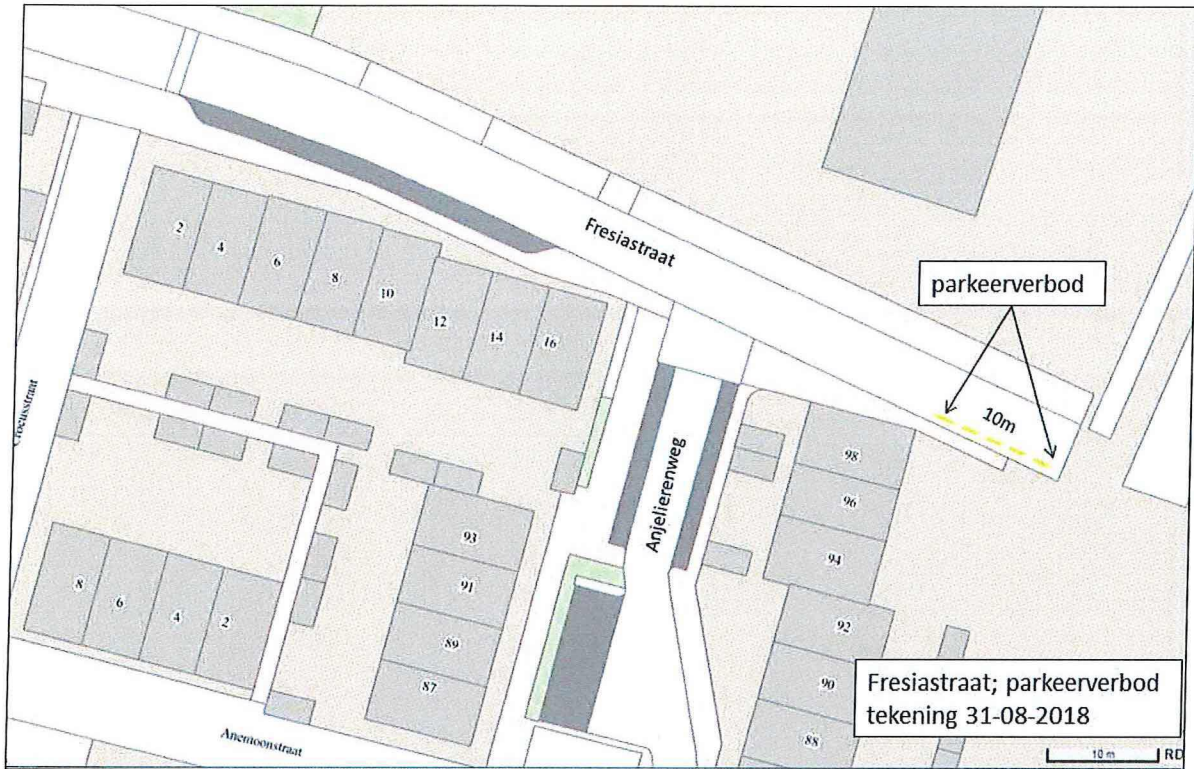 Fresiastraat
parkeerverbod
10m
2
4
6
8
10
12
14
16
Crocusstraat
Anjelierenweg
98
96
94
92
90
88
93
91
89
87
8
6
4
2
Anemoonstraat
Fresiastraat; parkeerverbod
tekening 31-08-2018
10 m
RD